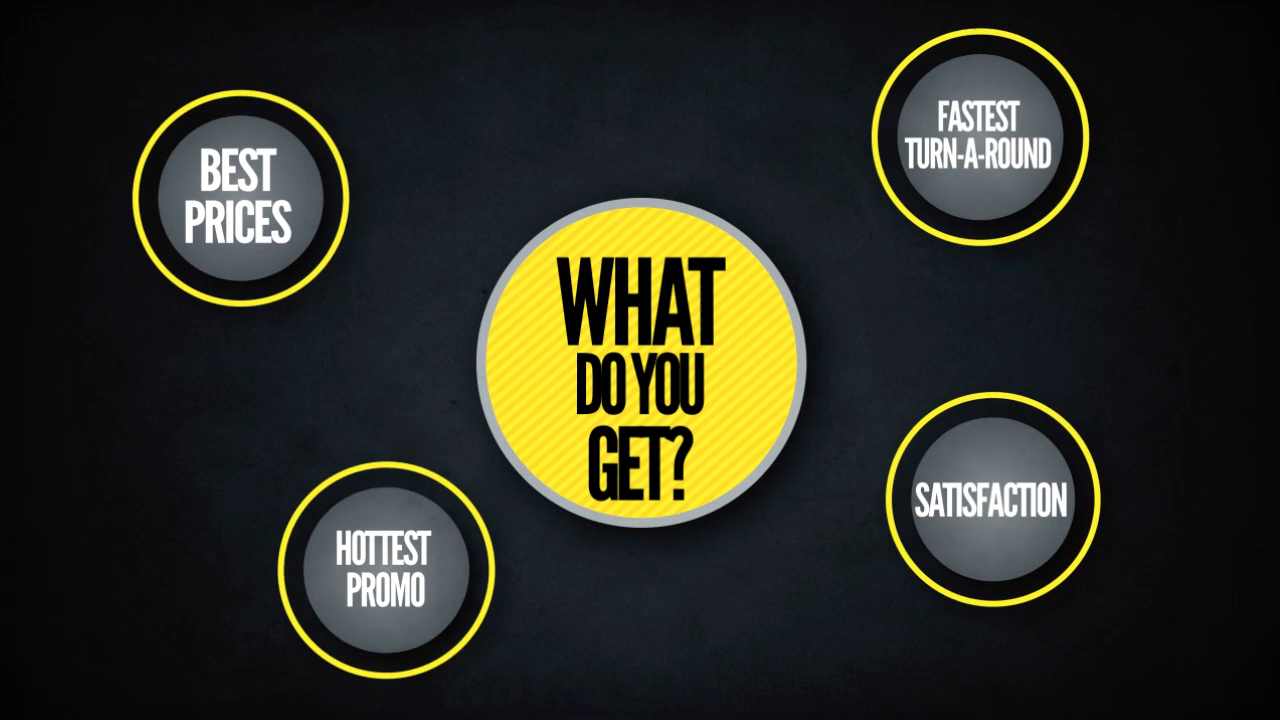 BEST
PRICES
FASTEST
TURN-A-ROUND
WHAT
DO YOU
GET?
HOTTEST
PROMO
SATISFACTION